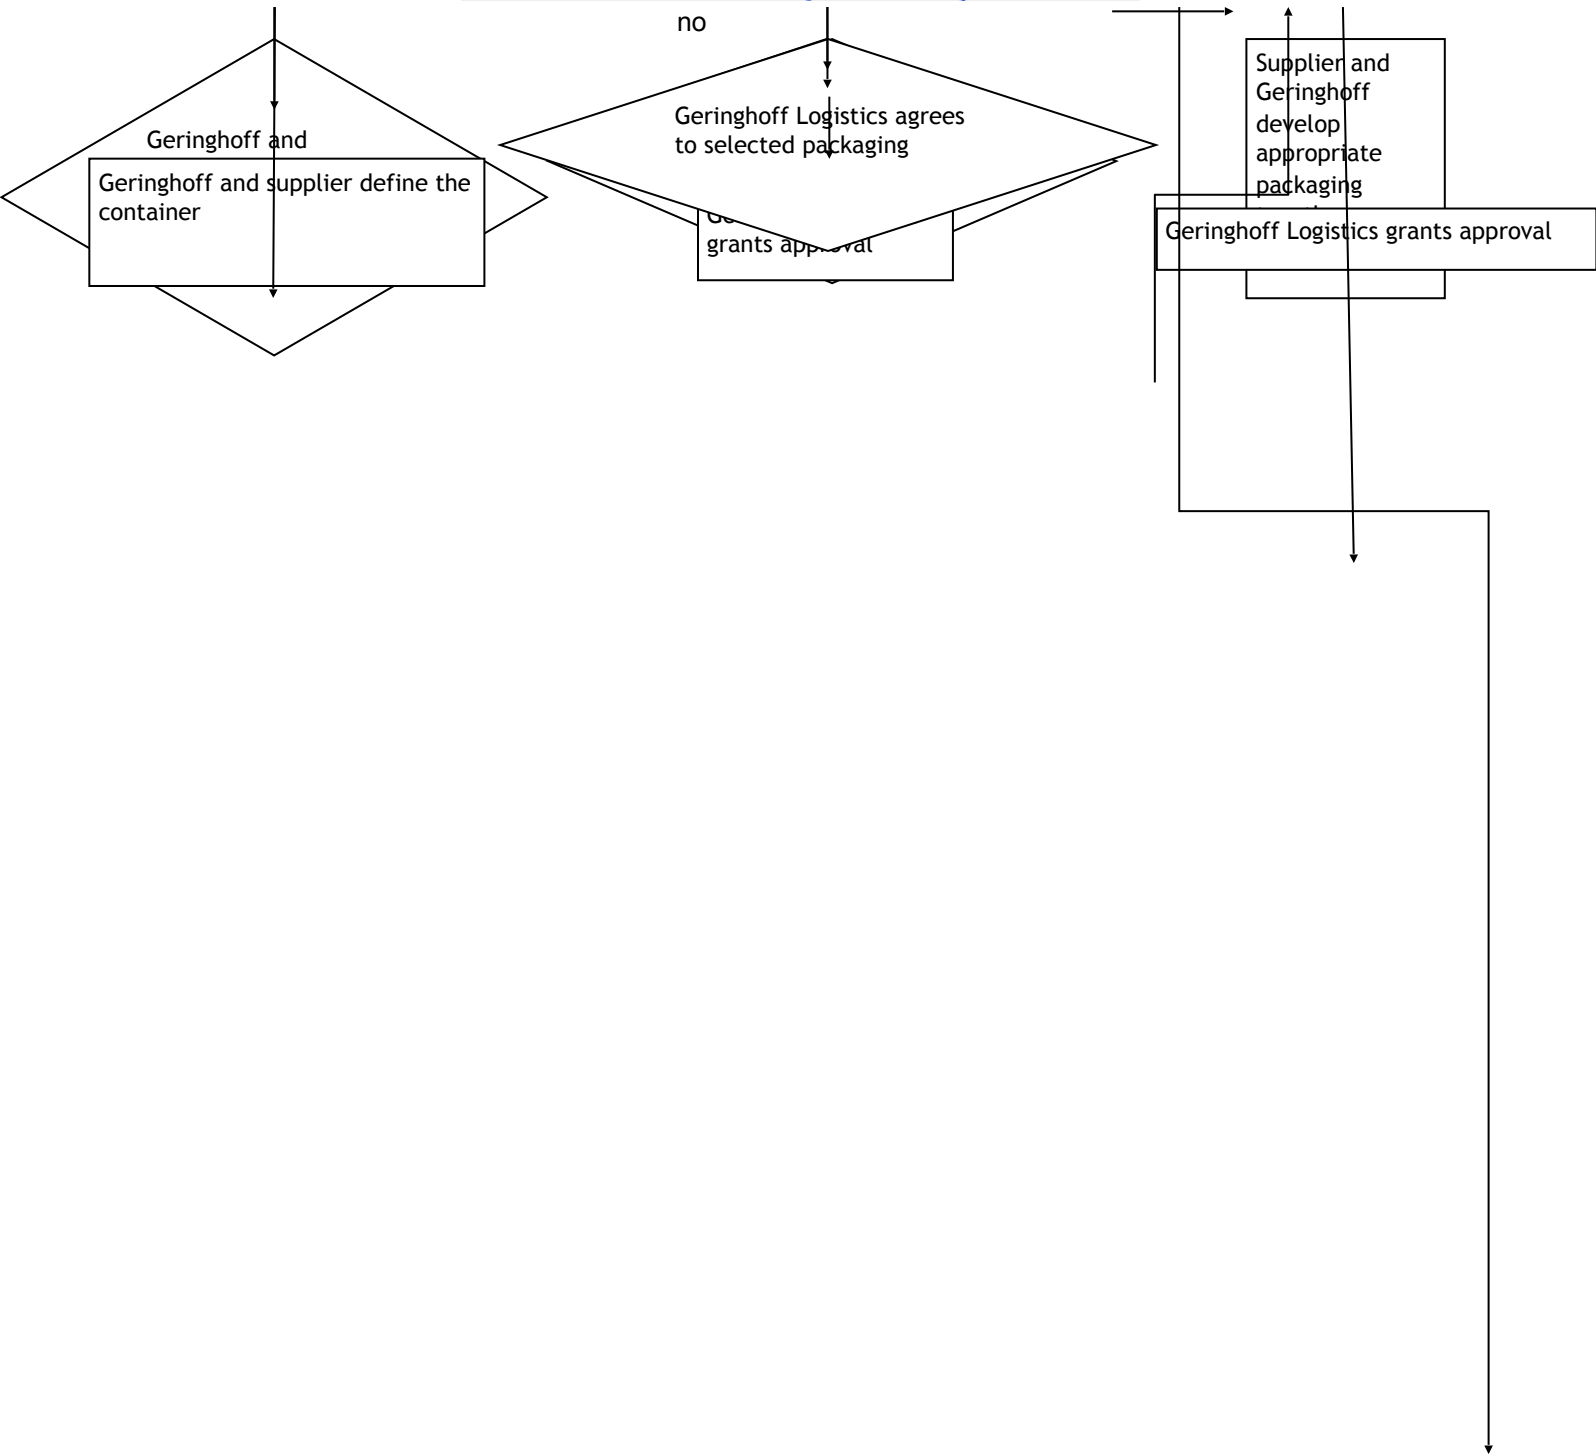 no
Geringhoff and
Geringhoff and supplier define the
container
Geringhoff Logistics agrees
to selected packaging
grants approval
Supplier and
Geringhoff
develop
appropriate
packaging
Geringhoff Logistics grants approval